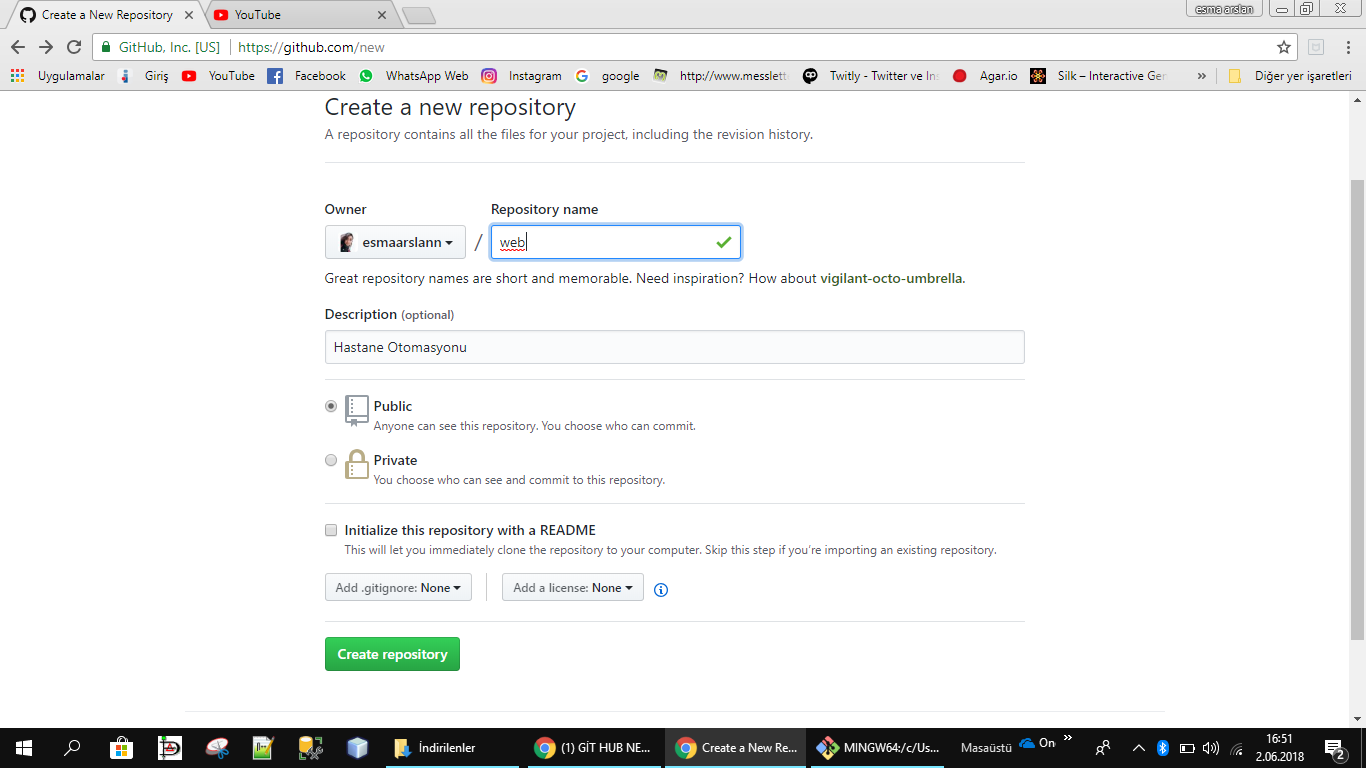 Create a New Repository
YouTube
esma arslan
GitHub, Inc. [US]
https://github.com/new
Uygulamalar
Giriş
YouTube
Facebook
WhatsApp Web
Instagram
google
http://www.messlett
Twitly - Twitter ve Ins
Agar.io
Silk – Interactive Gen
»
Diğer yer işaretleri
Create a new repository
A repository contains all the files for your project, including the revision history.
Owner
Repository name
esmaarslann
/
web
Great repository names are short and memorable. Need inspiration? How about vigilant-octo-umbrella.
Description (optional)
Hastane Otomasyonu
Public
Anyone can see this repository. You choose who can commit.
Private
You choose who can see and commit to this repository.
Initialize this repository with a README
This will let you immediately clone the repository to your computer. Skip this step if you're importing an existing repository.
Add .gitignore: None
Add a license: None
Create repository
İndirilenler
(1) GİT HUB NE...
Create a New Re...
MINGW64:/c/Us...
Masaüstü
On
»
16:51
2.06.2018
2